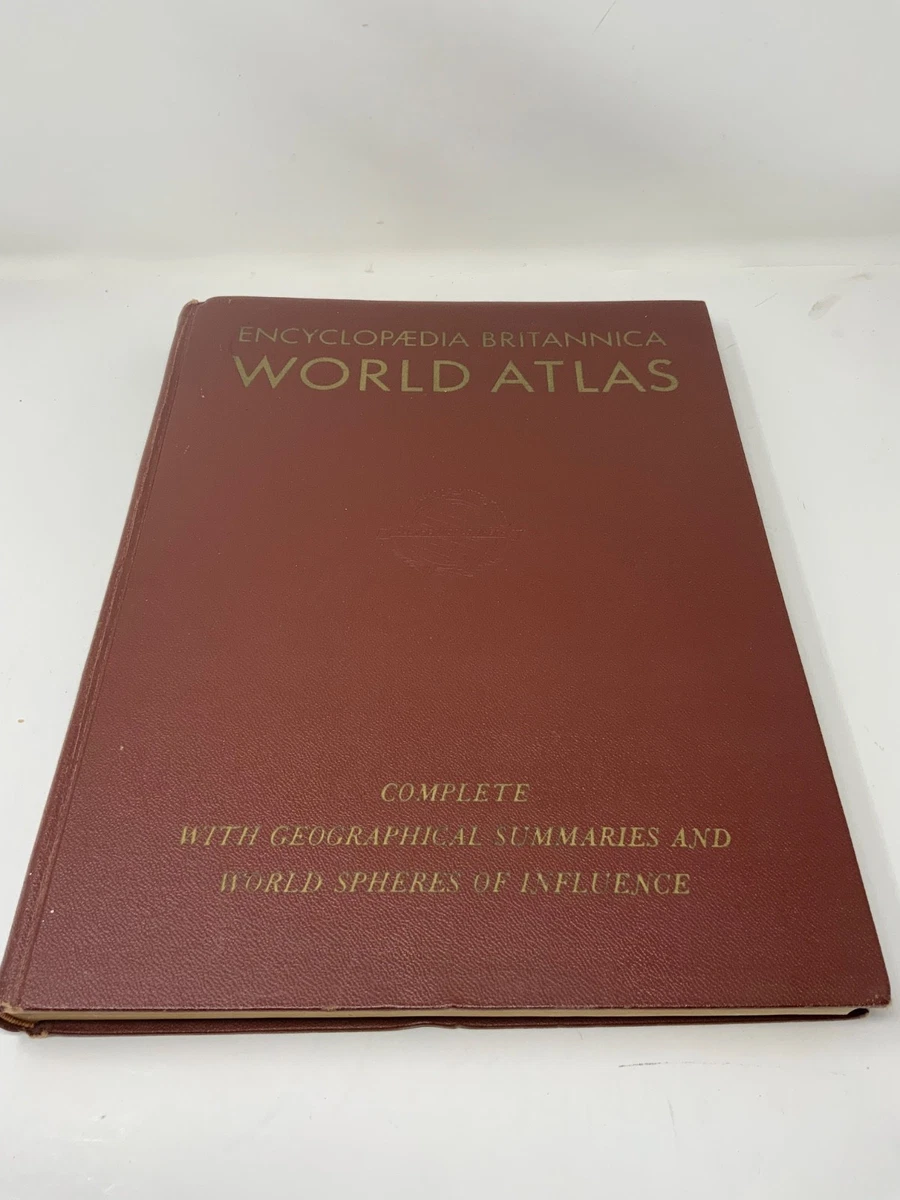 ENCYCLOPÆDIA BRITANNICA
WORLD ATLAS
COMPLETE
WITH GEOGRAPHICAL SUMMARIES AND
WORLD SPHERES OF INFLUENCE